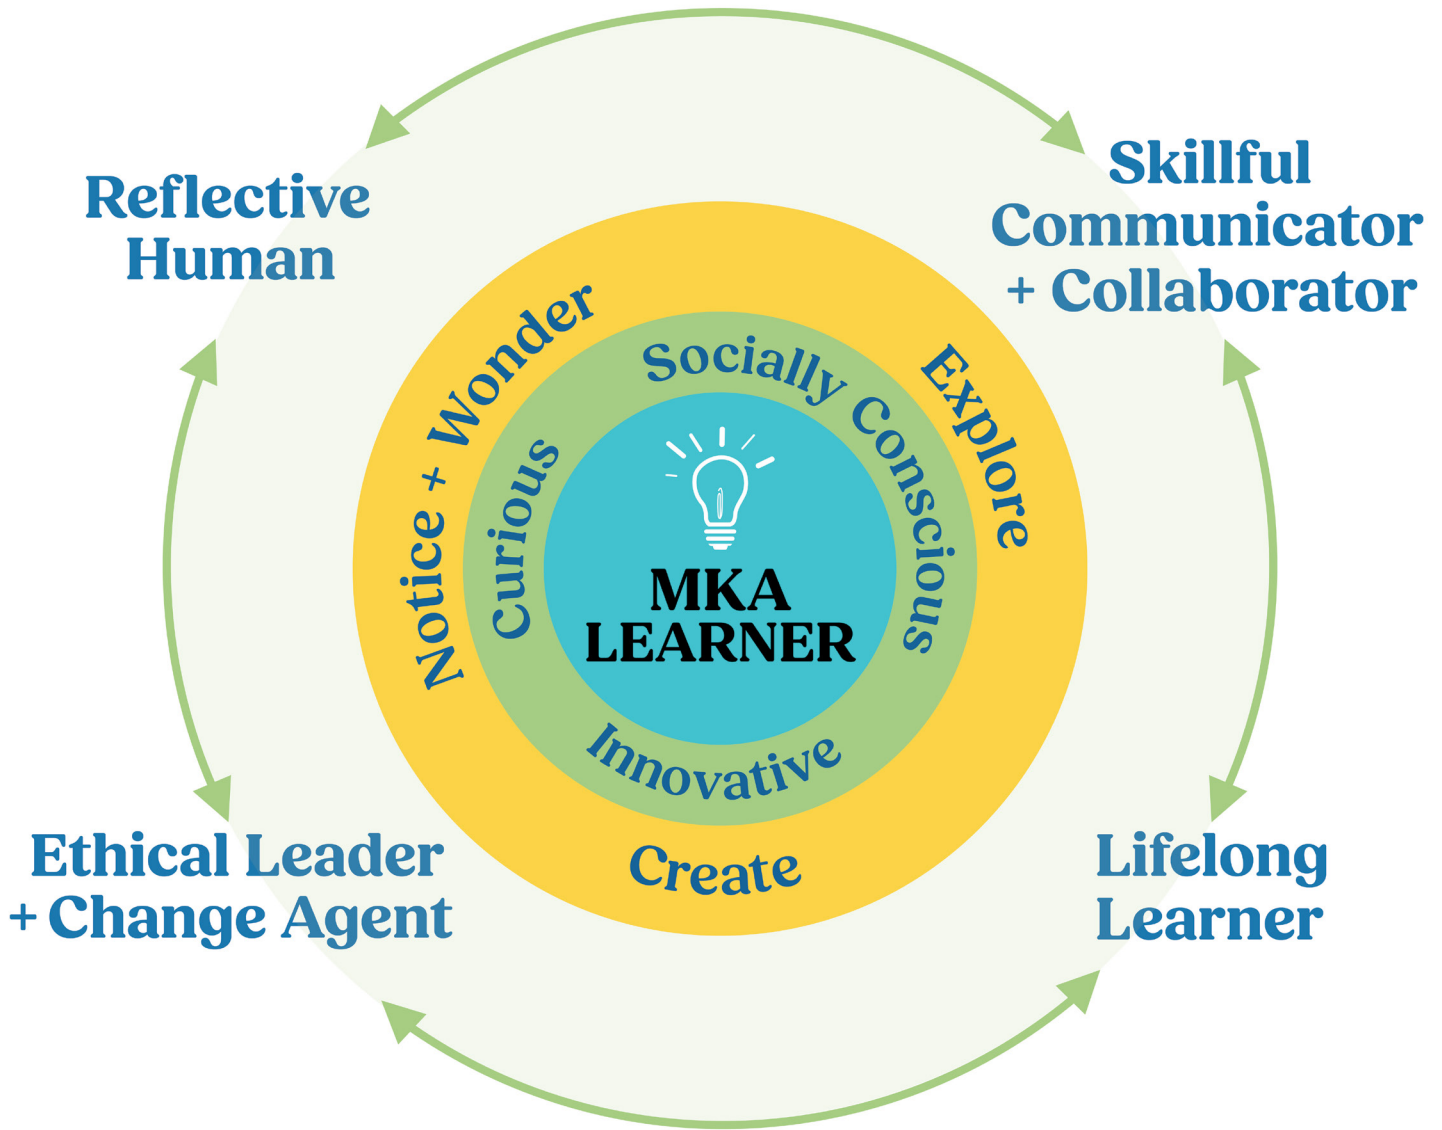 Reflective
Human
Skillful
Communicator
+ Collaborator
Notice + Wonder
Explore
Socially Conscious
Curious
MKA
LEARNER
Innovative
Create
Ethical Leader
+ Change Agent
Lifelong
Learner